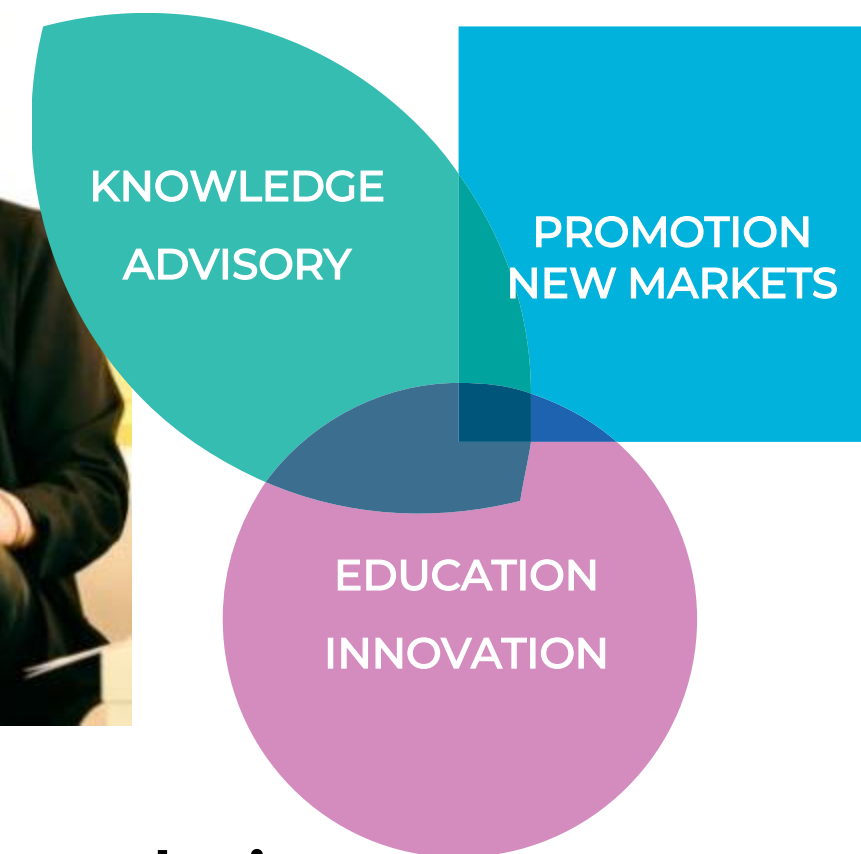 KNOWLEDGE
ADVISORY
PROMOTION
NEW MARKETS
EDUCATION
INNOVATION